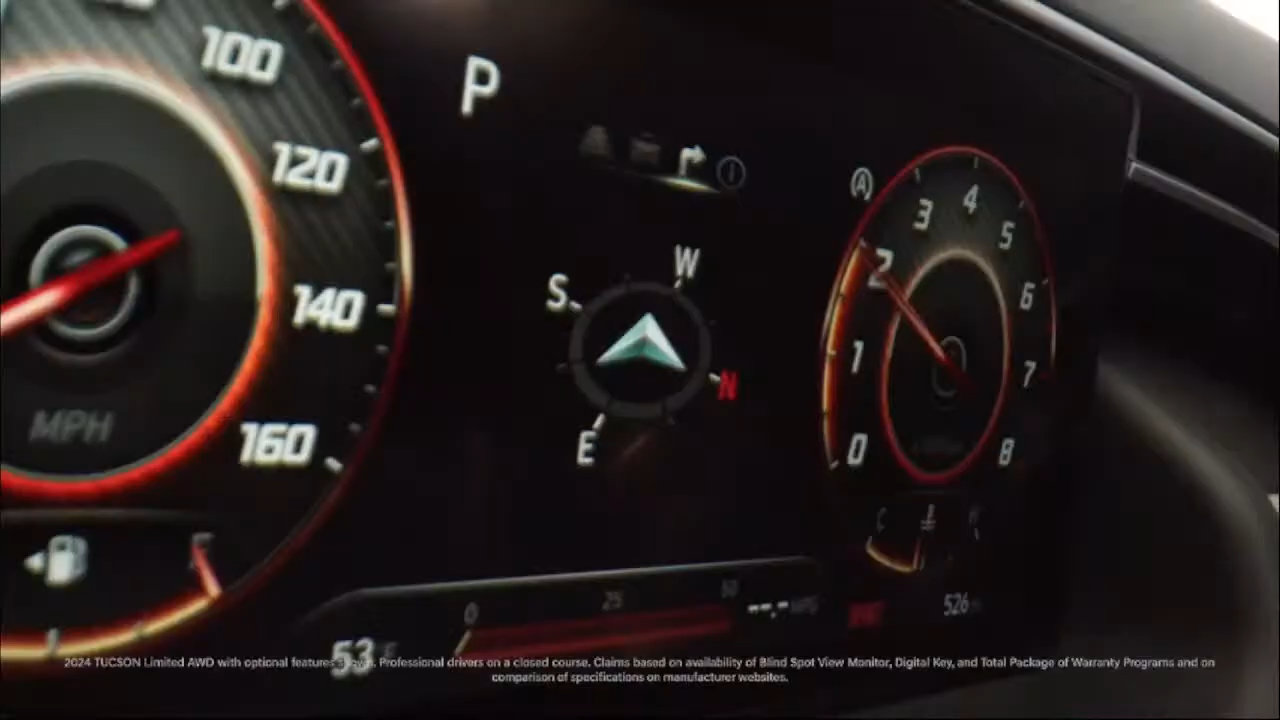 100
P
120
A
4
3
5
W
2
S
6
140
1
7
N
MPH
160
E
0
8
C
0 25 50
526
53
2024 TUCSON Limited AWD with optional features shown. Professional drivers on a closed course. Claims based on availability of Blind Spot View Monitor, Digital Key, and Total Package of Warranty Programs and on
comparison of specifications on manufacturer websites.